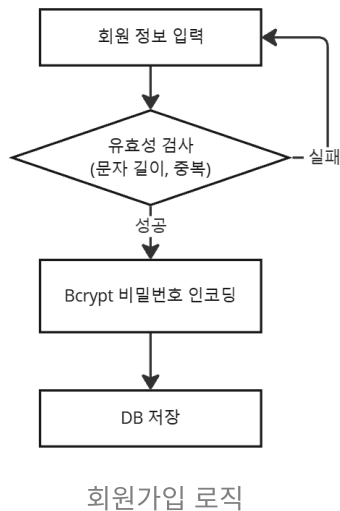 회원 정보 입력
유효성 검사
(문자 길이, 중복)
실패
성공
Bcrypt 비밀번호 인코딩
DB 저장
회원가입 로직